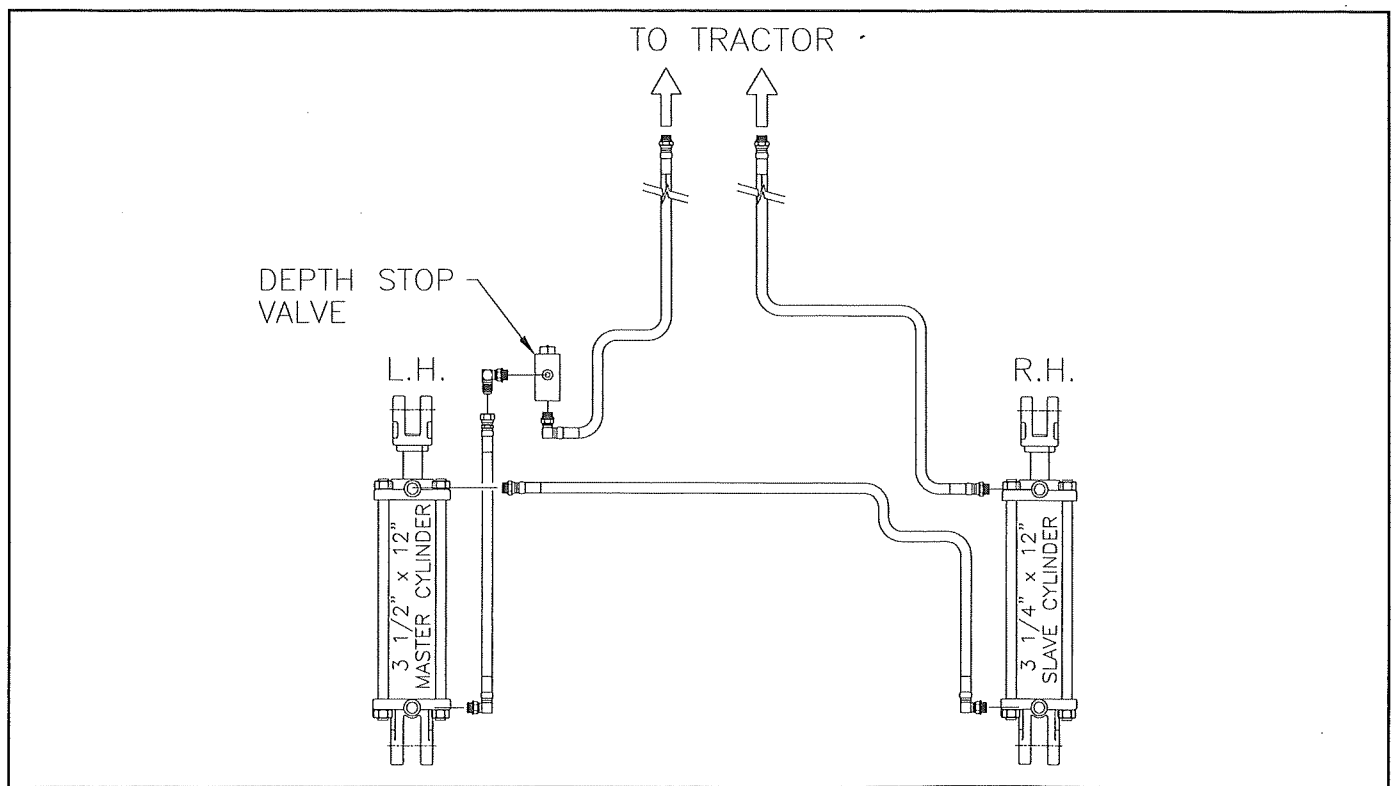 TO TRACTOR
DEPTH STOP
VALVE
L.H.
R.H.
3 1/2" x 12"
MASTER CYLINDER
3 1/4" x 12"
SLAVE CYLINDER